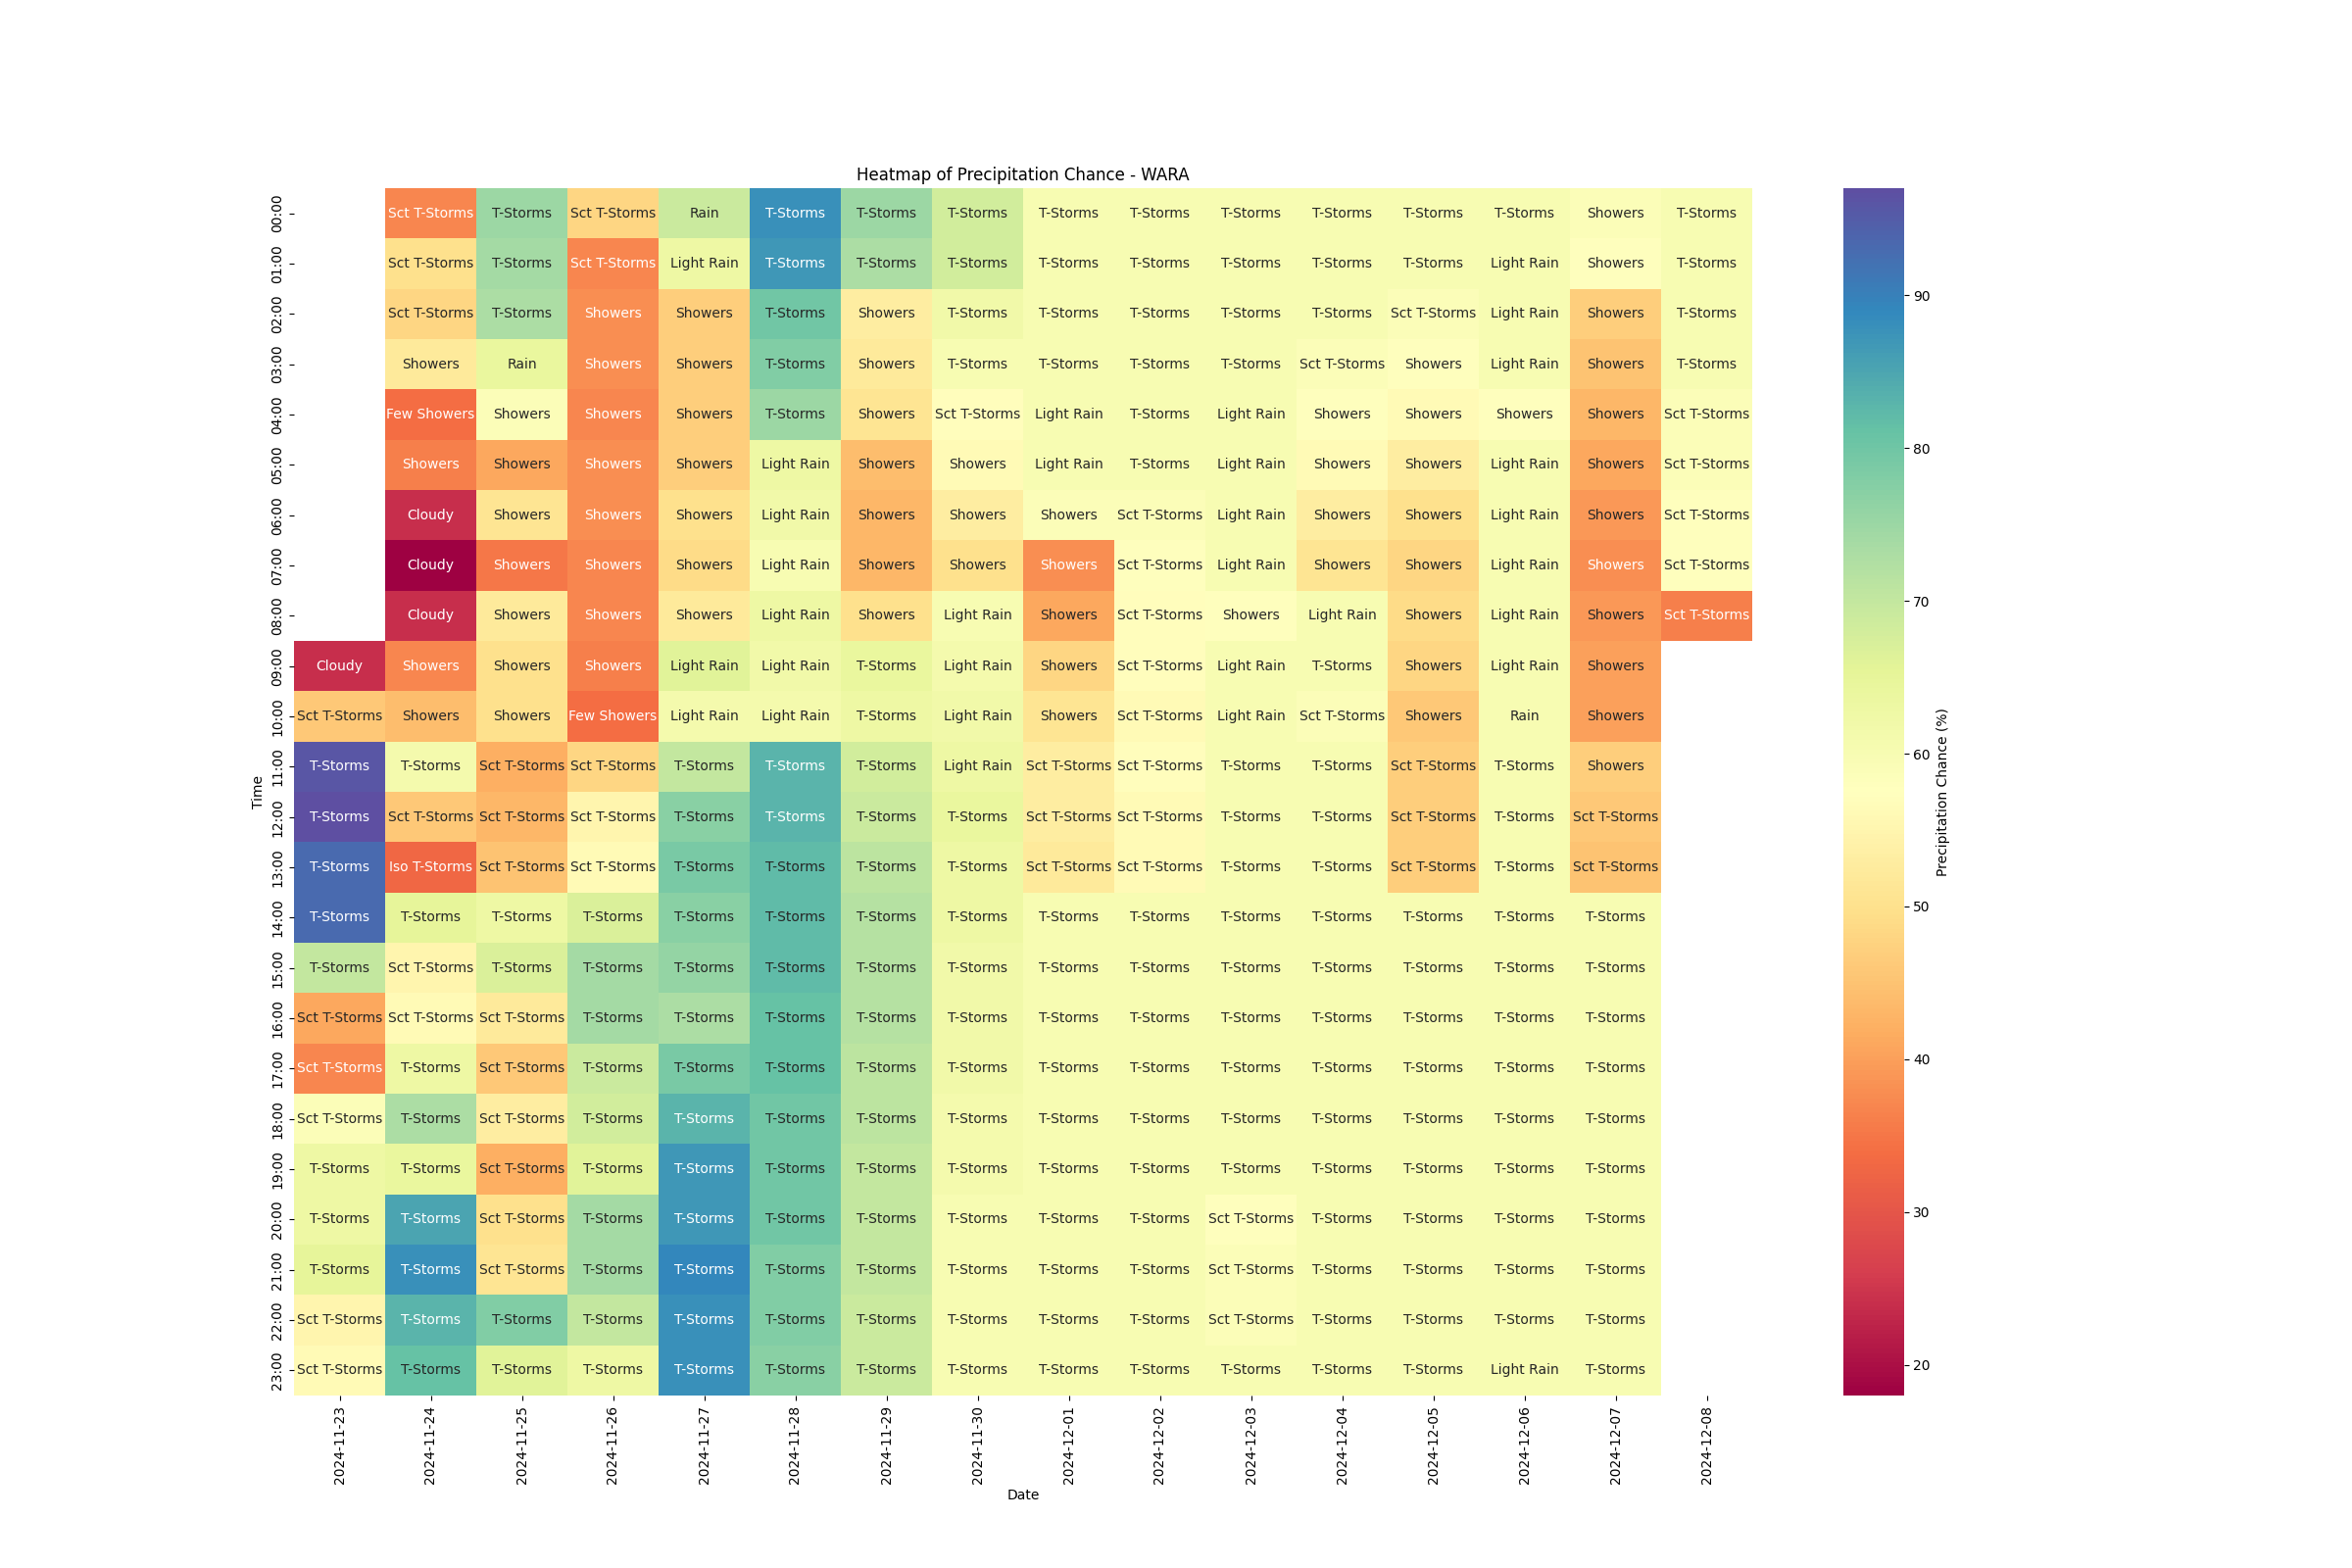 Heatmap of Precipitation Chance - WARA
00:00 Sct T-Storms T-Storms Sct T-Storms Rain T-Storms T-Storms T-Storms T-Storms T-Storms T-Storms T-Storms T-Storms T-Storms Showers T-Storms
01:00 Sct T-Storms T-Storms Sct T-Storms Light Rain T-Storms T-Storms T-Storms T-Storms T-Storms T-Storms T-Storms T-Storms Light Rain Showers T-Storms
02:00 Sct T-Storms T-Storms Showers Showers T-Storms Showers T-Storms T-Storms T-Storms T-Storms T-Storms Sct T-Storms Light Rain Showers T-Storms
03:00 Showers Rain Showers Showers T-Storms Showers T-Storms T-Storms T-Storms T-Storms Sct T-Storms Showers Light Rain Showers T-Storms
04:00 Few Showers Showers Showers Showers T-Storms Showers Sct T-Storms Light Rain T-Storms Light Rain Showers Showers Showers Showers Sct T-Storms
05:00 Showers Showers Showers Showers Light Rain Showers Showers Light Rain T-Storms Light Rain Showers Showers Light Rain Showers Sct T-Storms
06:00 Cloudy Showers Showers Showers Light Rain Showers Showers Showers Sct T-Storms Light Rain Showers Showers Light Rain Showers Sct T-Storms
07:00 Cloudy Showers Showers Showers Light Rain Showers Showers Showers Sct T-Storms Light Rain Showers Showers Light Rain Showers Sct T-Storms
08:00 Cloudy Showers Showers Showers Light Rain Showers Light Rain Showers Sct T-Storms Showers Light Rain Showers Light Rain Showers Sct T-Storms
09:00 Cloudy Showers Showers Showers Light Rain Light Rain T-Storms Light Rain Showers Sct T-Storms Light Rain T-Storms Showers Light Rain Showers
10:00 Sct T-Storms Showers Showers Few Showers Light Rain Light Rain T-Storms Light Rain Showers Sct T-Storms Light Rain Sct T-Storms Showers Rain Showers
11:00 T-Storms T-Storms Sct T-Storms Sct T-Storms T-Storms T-Storms T-Storms Light Rain Sct T-Storms Sct T-Storms T-Storms T-Storms Sct T-Storms T-Storms Showers
12:00 T-Storms Sct T-Storms Sct T-Storms Sct T-Storms T-Storms T-Storms T-Storms T-Storms Sct T-Storms Sct T-Storms T-Storms T-Storms Sct T-Storms T-Storms Sct T-Storms
13:00 T-Storms Iso T-Storms Sct T-Storms Sct T-Storms T-Storms T-Storms T-Storms T-Storms Sct T-Storms Sct T-Storms T-Storms T-Storms Sct T-Storms T-Storms Sct T-Storms
14:00 T-Storms T-Storms T-Storms T-Storms T-Storms T-Storms T-Storms T-Storms T-Storms T-Storms T-Storms T-Storms T-Storms T-Storms T-Storms
15:00 T-Storms Sct T-Storms T-Storms T-Storms T-Storms T-Storms T-Storms T-Storms T-Storms T-Storms T-Storms T-Storms T-Storms T-Storms T-Storms
16:00 Sct T-Storms Sct T-Storms Sct T-Storms T-Storms T-Storms T-Storms T-Storms T-Storms T-Storms T-Storms T-Storms T-Storms T-Storms T-Storms T-Storms
17:00 Sct T-Storms T-Storms Sct T-Storms T-Storms T-Storms T-Storms T-Storms T-Storms T-Storms T-Storms T-Storms T-Storms T-Storms T-Storms T-Storms
18:00 Sct T-Storms T-Storms Sct T-Storms T-Storms T-Storms T-Storms T-Storms T-Storms T-Storms T-Storms T-Storms T-Storms T-Storms T-Storms T-Storms
19:00 T-Storms T-Storms Sct T-Storms T-Storms T-Storms T-Storms T-Storms T-Storms T-Storms T-Storms T-Storms T-Storms T-Storms T-Storms T-Storms
20:00 T-Storms T-Storms Sct T-Storms T-Storms T-Storms T-Storms T-Storms T-Storms T-Storms T-Storms Sct T-Storms T-Storms T-Storms T-Storms T-Storms
21:00 T-Storms T-Storms Sct T-Storms T-Storms T-Storms T-Storms T-Storms T-Storms T-Storms T-Storms Sct T-Storms T-Storms T-Storms T-Storms T-Storms
22:00 Sct T-Storms T-Storms T-Storms T-Storms T-Storms T-Storms T-Storms T-Storms T-Storms T-Storms Sct T-Storms T-Storms T-Storms T-Storms T-Storms
23:00 Sct T-Storms T-Storms T-Storms T-Storms T-Storms T-Storms T-Storms T-Storms T-Storms T-Storms T-Storms T-Storms T-Storms Light Rain T-Storms
Time
2024-11-23 2024-11-24 2024-11-25 2024-11-26 2024-11-27 2024-11-28 2024-11-29 2024-11-30 2024-12-01 2024-12-02 2024-12-03 2024-12-04 2024-12-05 2024-12-06 2024-12-07 2024-12-08
Date
90
80
70
60
50
40
30
20
Precipitation Chance (%)